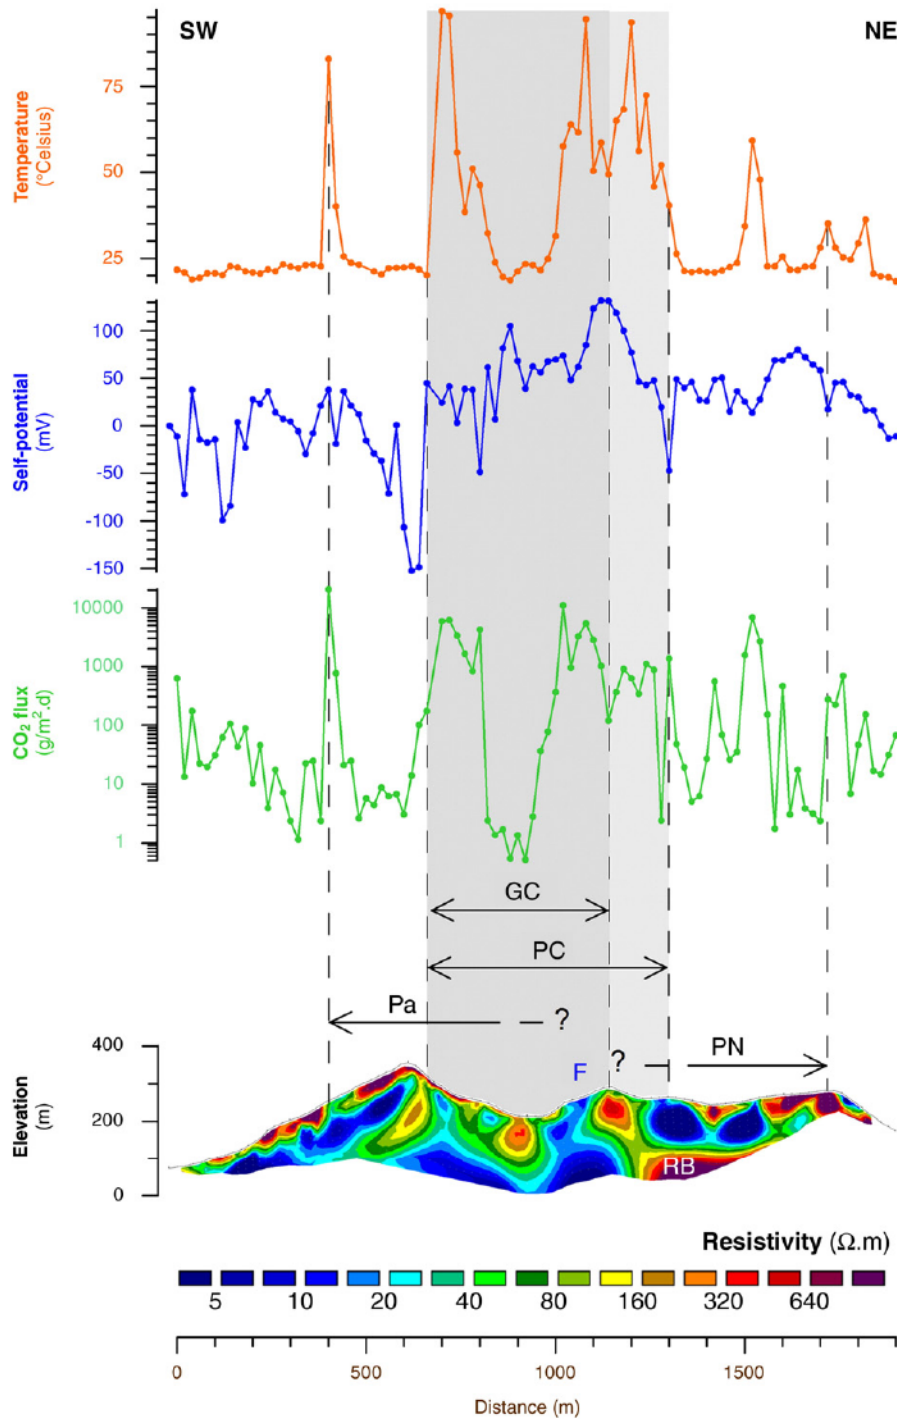 SW
NE
Temperature
(°Celsius)
75
50
25
Self-potential
(mV)
100
50
0
-50
-100
-150
CO₂ flux
(g/m².d)
10000
1000
100
10
1
GC
PC
Pa
?
?
PN
F
RB
Elevation
(m)
400
200
0
Resistivity (Ω.m)
5 10 20 40 80 160 320 640
0 500 1000 1500
Distance (m)